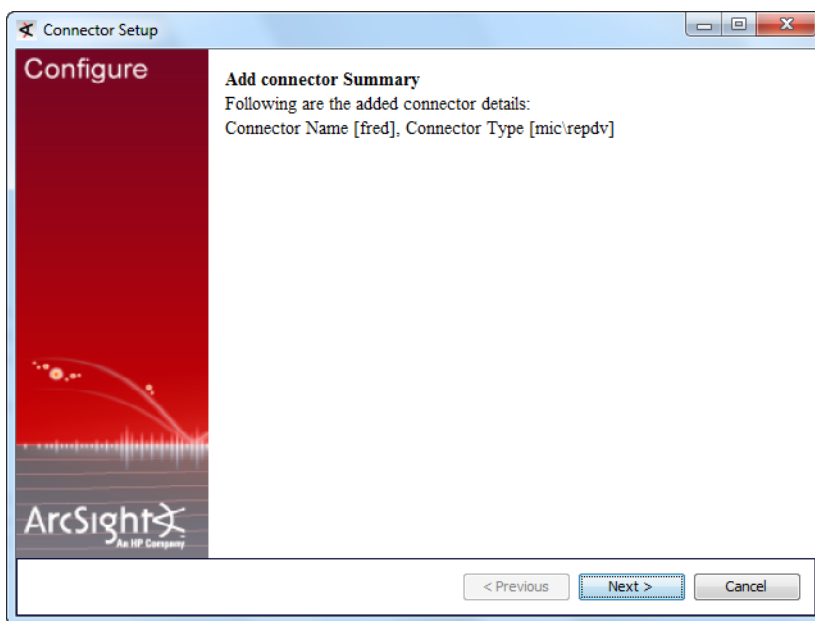 Connector Setup
Configure
Add connector Summary
Following are the added connector details:
Connector Name [fred], Connector Type [mic\repdv]
ArcSight
An HP Company
< Previous
Next >
Cancel